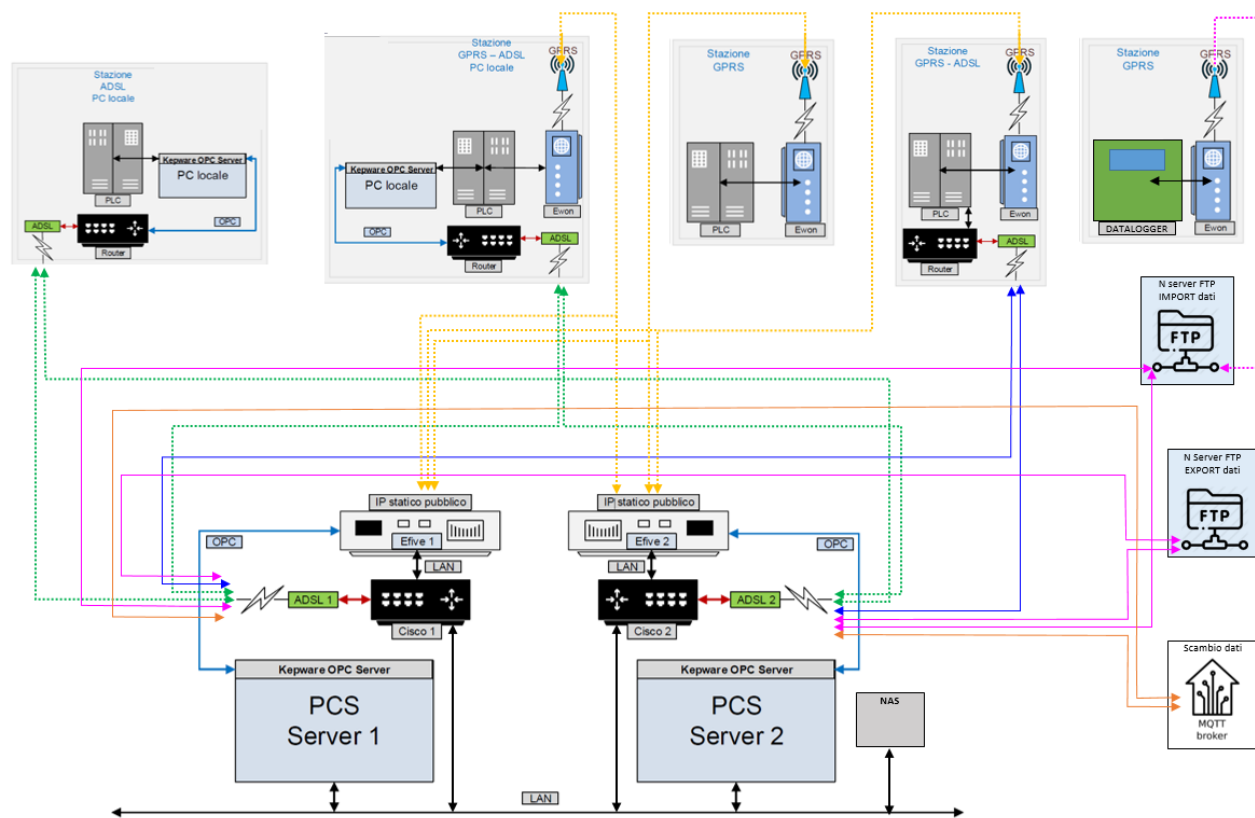 Stazione
ADSL
PC locale
Kepware OPC Server
PC locale
PLC
OPC
ADSL
Router
Stazione
GPRS – ADSL
PC locale
GPRS
Kepware OPC Server
PC locale
PLC
Ewon
OPC
ADSL
Router
Stazione
GPRS
GPRS
PLC
Ewon
Stazione
GPRS - ADSL
GPRS
PLC
Ewon
ADSL
Router
Stazione
GPRS
GPRS
DATALOGGER
Ewon
N server FTP
IMPORT dati
FTP
N Server FTP
EXPORT dati
FTP
Scambio dati
MQTT
broker
IP statico pubblico
Efive 1
OPC
LAN
ADSL 1
Cisco 1
Kepware OPC Server
PCS
Server 1
IP statico pubblico
Efive 2
OPC
LAN
ADSL 2
Cisco 2
Kepware OPC Server
PCS
Server 2
NAS
LAN